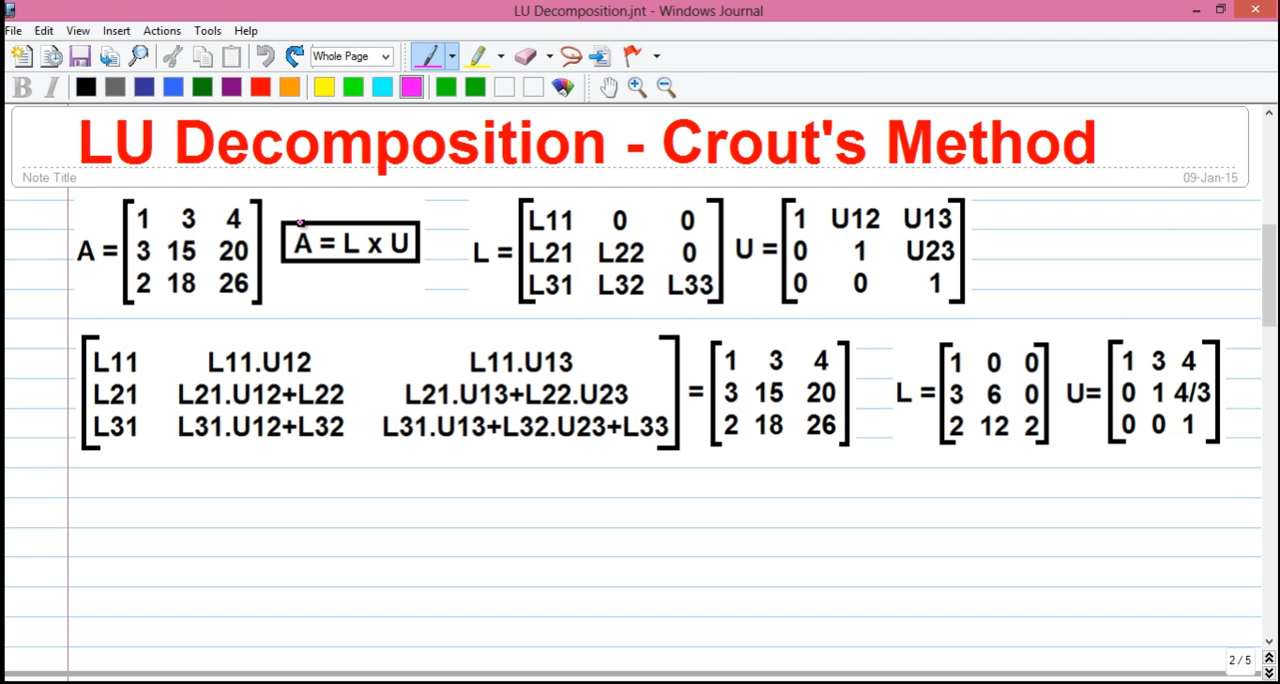 LU Decomposition.jnt - Windows Journal
File Edit View Insert Actions Tools Help
Whole Page
B I
LU Decomposition - Crout's Method
Note Title
09-Jan-15
A = 1 3 4
3 15 20
2 18 26
A = L x U
L = L11 0 0
L21 L22 0
L31 L32 L33
U = 1 U12 U13
0 1 U23
0 0 1
L11 L11.U12 L11.U13
L21 L21.U12+L22 L21.U13+L22.U23
L31 L31.U12+L32 L31.U13+L32.U23+L33
= 1 3 4
3 15 20
2 18 26
L = 1 0 0
3 6 0
2 12 2
U= 1 3 4
0 1 4/3
0 0 1
2 / 5